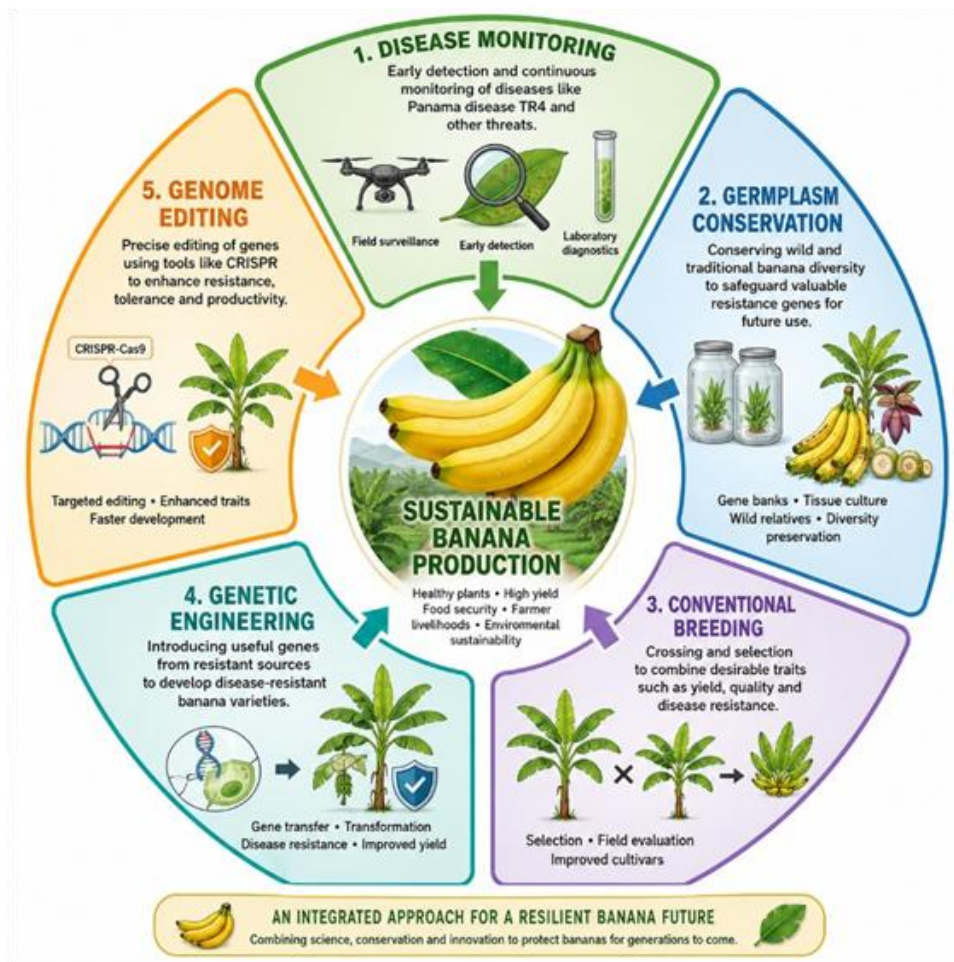 1. DISEASE MONITORING
Early detection and continuous
monitoring of diseases like
Panama disease TR4 and
other threats.
Field surveillance
Early detection
Laboratory
diagnostics
2. GERMPLASM
CONSERVATION
Conserving wild and
traditional banana diversity
to safeguard valuable
resistance genes for
future use.
Gene banks • Tissue culture
Wild relatives • Diversity
preservation
3. CONVENTIONAL
BREEDING
Crossing and selection
to combine desirable traits
such as yield, quality and
disease resistance.
×
Selection • Field evaluation
Improved cultivars
4. GENETIC
ENGINEERING
Introducing useful genes
from resistant sources
to develop disease-resistant
banana varieties.
Gene transfer • Transformation
Disease resistance • Improved yield
5. GENOME
EDITING
Precise editing of genes
using tools like CRISPR
to enhance resistance,
tolerance and productivity.
CRISPR-Cas9
Targeted editing • Enhanced traits
Faster development
SUSTAINABLE
BANANA
PRODUCTION
Healthy plants • High yield
Food security • Farmer
livelihoods • Enviromental
sustainability
AN INTEGRATED APPROACH FOR A RESILIENT BANANA FUTURE
Combining science, conservation and innovation to protect bananas for generations to come.